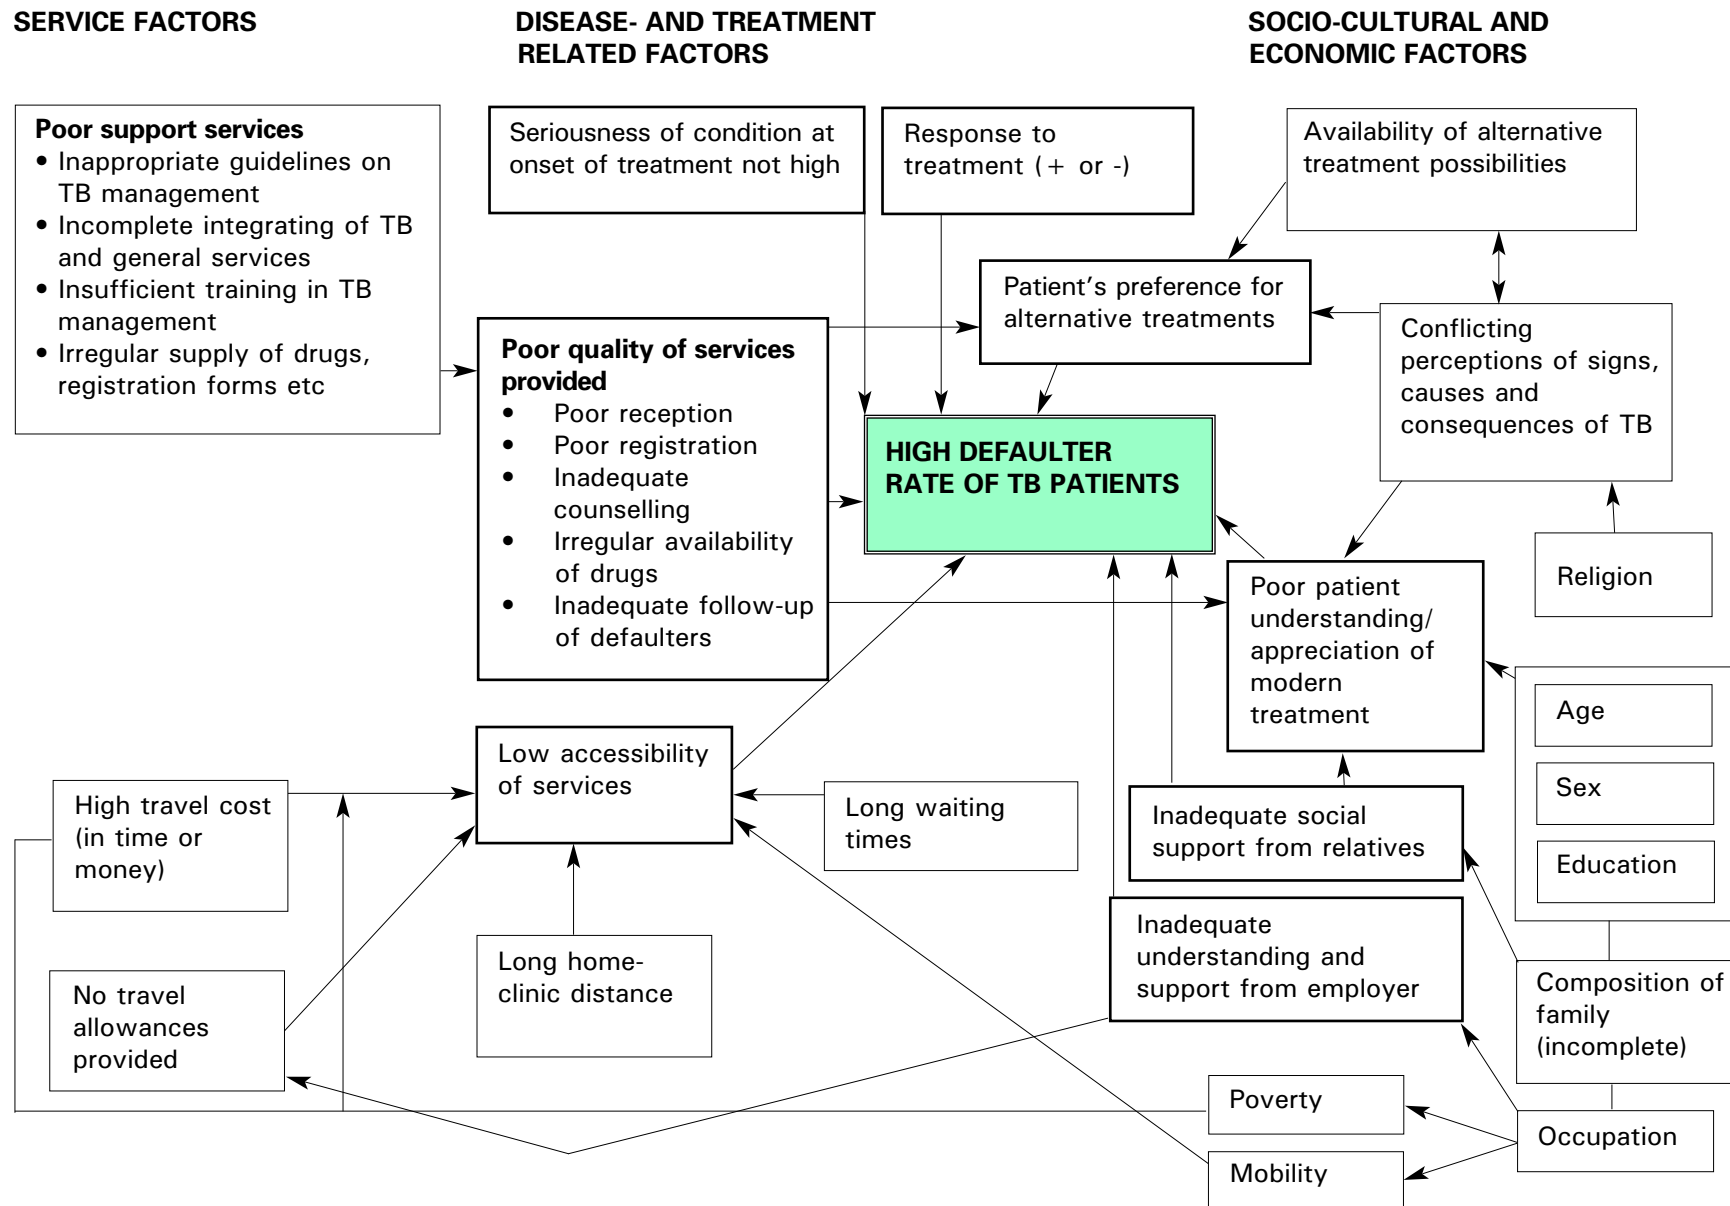 SERVICE FACTORS
DISEASE- AND TREATMENT
RELATED FACTORS
SOCIO-CULTURAL AND
ECONOMIC FACTORS
Poor support services
• Inappropriate guidelines on
TB management
• Incomplete integrating of TB
and general services
• Insufficient training in TB
management
• Irregular supply of drugs,
registration forms etc
Seriousness of condition at
onset of treatment not high
Response to
treatment (+ or -)
Availability of alternative
treatment possibilities
Patient's preference for
alternative treatments
Conflicting
perceptions of signs,
causes and
consequences of TB
Poor quality of services
provided
• Poor reception
• Poor registration
• Inadequate
counselling
• Irregular availability
of drugs
• Inadequate follow-up
of defaulters
HIGH DEFAULTER
RATE OF TB PATIENTS
Religion
Poor patient
understanding/
appreciation of
modern
treatment
Age
Sex
Education
Low accessibility
of services
High travel cost
(in time or
money)
Long waiting
times
Inadequate social
support from relatives
Inadequate
understanding and
support from employer
Long home-
clinic distance
No travel
allowances
provided
Composition of
family
(incomplete)
Poverty
Occupation
Mobility